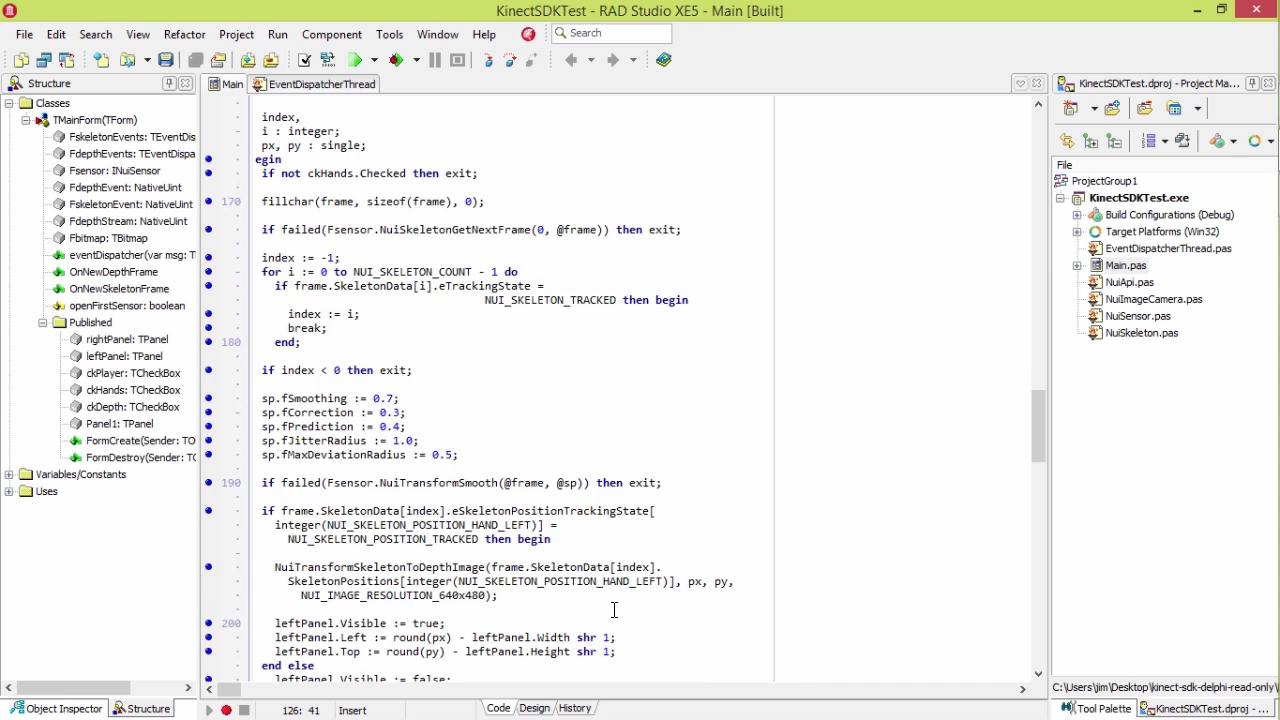 KinectSDKTest - RAD Studio XE5 - Main [Built]
File Edit Search View Refactor Project Run Component Tools Window Help
Search
Structure
Main
EventDispatcherThread
KinectSDKTest.dproj - Project Ma...
Classes
TMainForm(TForm)
FskeletonEvents: TEventDis
FdepthEvents: TEventDispa
Fsensor: INuiSensor
FdepthEvent: NativeUint
FskeletonEvent: NativeUint
FdepthStream: NativeUint
Fbitmap: TBitmap
eventDispatcher(var msg: T
OnNewDepthFrame
OnNewSkeletonFrame
openFirstSensor: boolean
Published
rightPanel: TPanel
leftPanel: TPanel
ckPlayer: TCheckBox
ckHands: TCheckBox
ckDepth: TCheckBox
Panel1: TPanel
FormCreate(Sender: TO
FormDestroy(Sender: TO
Variables/Constants
Uses
index,
i : integer;
px, py : single;
egin
if not ckHands.Checked then exit;
170 fillchar(frame, sizeof(frame), 0);
if failed(Fsensor.NuiSkeletonGetNextFrame(0, @frame)) then exit;
index := -1;
for i := 0 to NUI_SKELETON_COUNT - 1 do
if frame.SkeletonData[i].eTrackingState =
NUI_SKELETON_TRACKED then begin
index := i;
break;
180 end;
if index < 0 then exit;
sp.fSmoothing := 0.7;
sp.fCorrection := 0.3;
sp.fPrediction := 0.4;
sp.fJitterRadius := 1.0;
sp.fMaxDeviationRadius := 0.5;
190 if failed(Fsensor.NuiTransformSmooth(@frame, @sp)) then exit;
if frame.SkeletonData[index].eSkeletonPositionTrackingState[
integer(NUI_SKELETON_POSITION_HAND_LEFT)] =
NUI_SKELETON_POSITION_TRACKED then begin
NuiTransformSkeletonToDepthImage(frame.SkeletonData[index].
SkeletonPositions[integer(NUI_SKELETON_POSITION_HAND_LEFT)], px, py,
NUI_IMAGE_RESOLUTION_640x480);
200 leftPanel.Visible := true;
leftPanel.Left := round(px) - leftPanel.Width shr 1;
leftPanel.Top := round(py) - leftPanel.Height shr 1;
end else
leftPanel.Visible := false;
File
ProjectGroup1
KinectSDKTest.exe
Build Configurations (Debug)
Target Platforms (Win32)
EventDispatcherThread.pas
Main.pas
NuiApi.pas
NuiImageCamera.pas
NuiSensor.pas
NuiSkeleton.pas
C:\Users\jim\Desktop\kinect-sdk-delphi-read-only\
Object Inspector
Structure
126: 41
Insert
Code Design History
Tool Palette
KinectSDKTest.dproj - ...